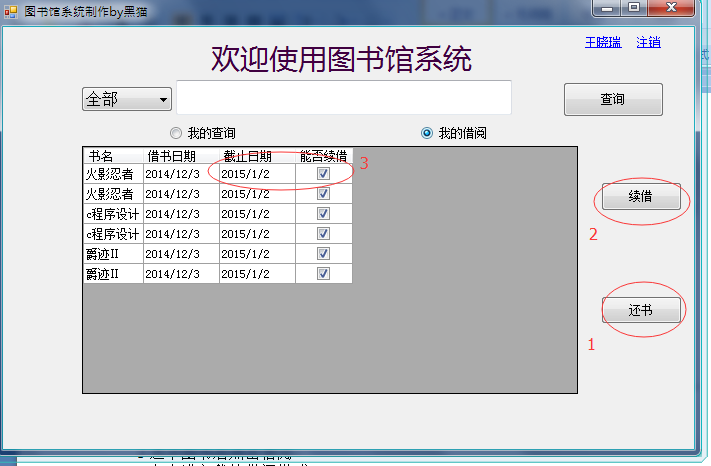 图书馆系统制作by黑猫
王晓瑞 注销
欢迎使用图书馆系统
全部 查询
我的查询 我的借阅
书名 借书日期 截止日期 能否续借 3
火影忍者 2014/12/3 2015/1/2
火影忍者 2014/12/3 2015/1/2
续借
c程序设计 2014/12/3 2015/1/2
2
c程序设计 2014/12/3 2015/1/2
爵迹II 2014/12/3 2015/1/2
爵迹II 2014/12/3 2015/1/2
还书
1